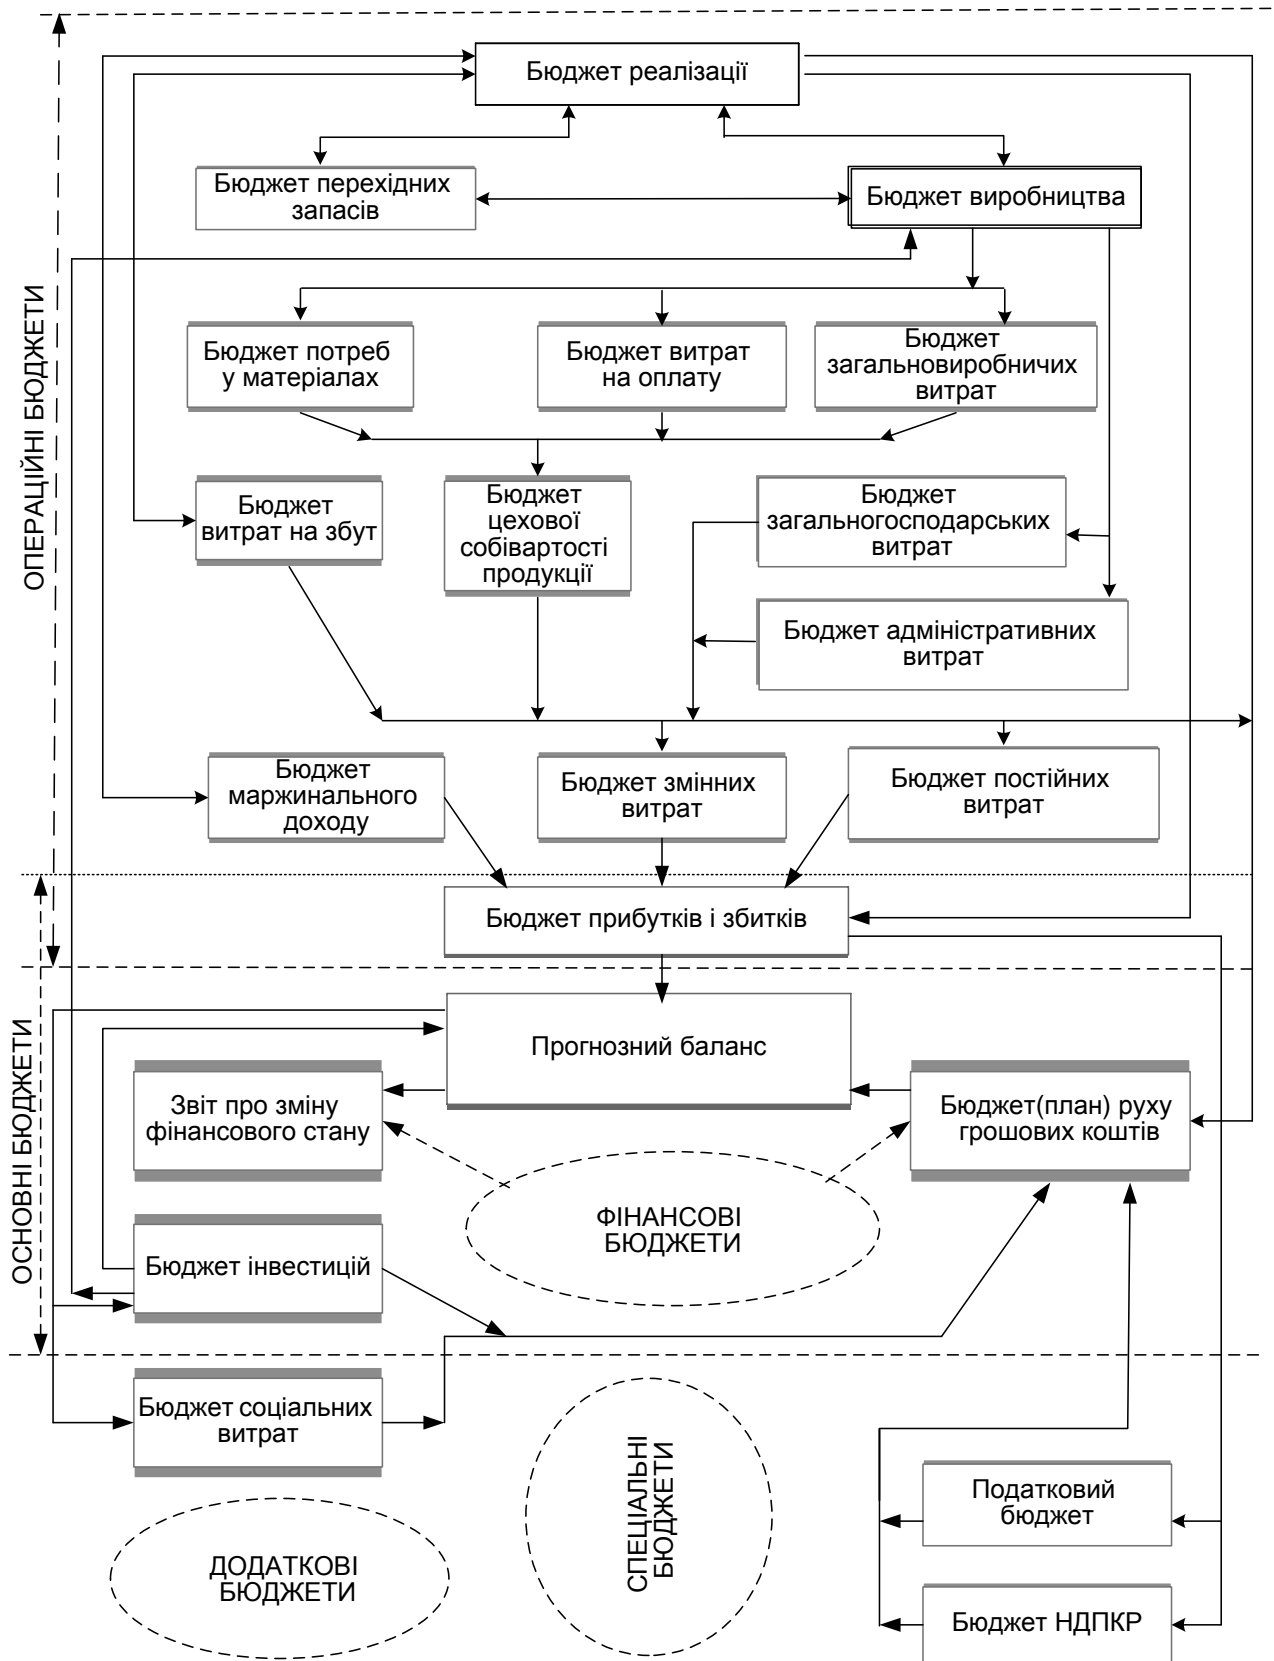 Бюджет реалізації
Бюджет перехідних
запасів
Бюджет виробництва
ОПЕРАЦІЙНІ БЮДЖЕТИ
Бюджет потреб
у матеріалах
Бюджет витрат
на оплату
Бюджет
загальновиробничих
витрат
Бюджет
витрат на збут
Бюджет
цехової
собівартості
продукції
Бюджет
загальногосподарських
витрат
Бюджет адміністративних
витрат
Бюджет
маржинального
доходу
Бюджет змінних
витрат
Бюджет постійних
витрат
Бюджет прибутків і збитків
ОСНОВНІ БЮДЖЕТИ
Прогнозний баланс
Звіт про зміну
фінансового стану
Бюджет(план) руху
грошових коштів
ФІНАНСОВІ
БЮДЖЕТИ
Бюджет інвестицій
Бюджет соціальних
витрат
СПЕЦІАЛЬНІ
БЮДЖЕТИ
Податковий
бюджет
ДОДАТКОВІ
БЮДЖЕТИ
Бюджет НДПКР